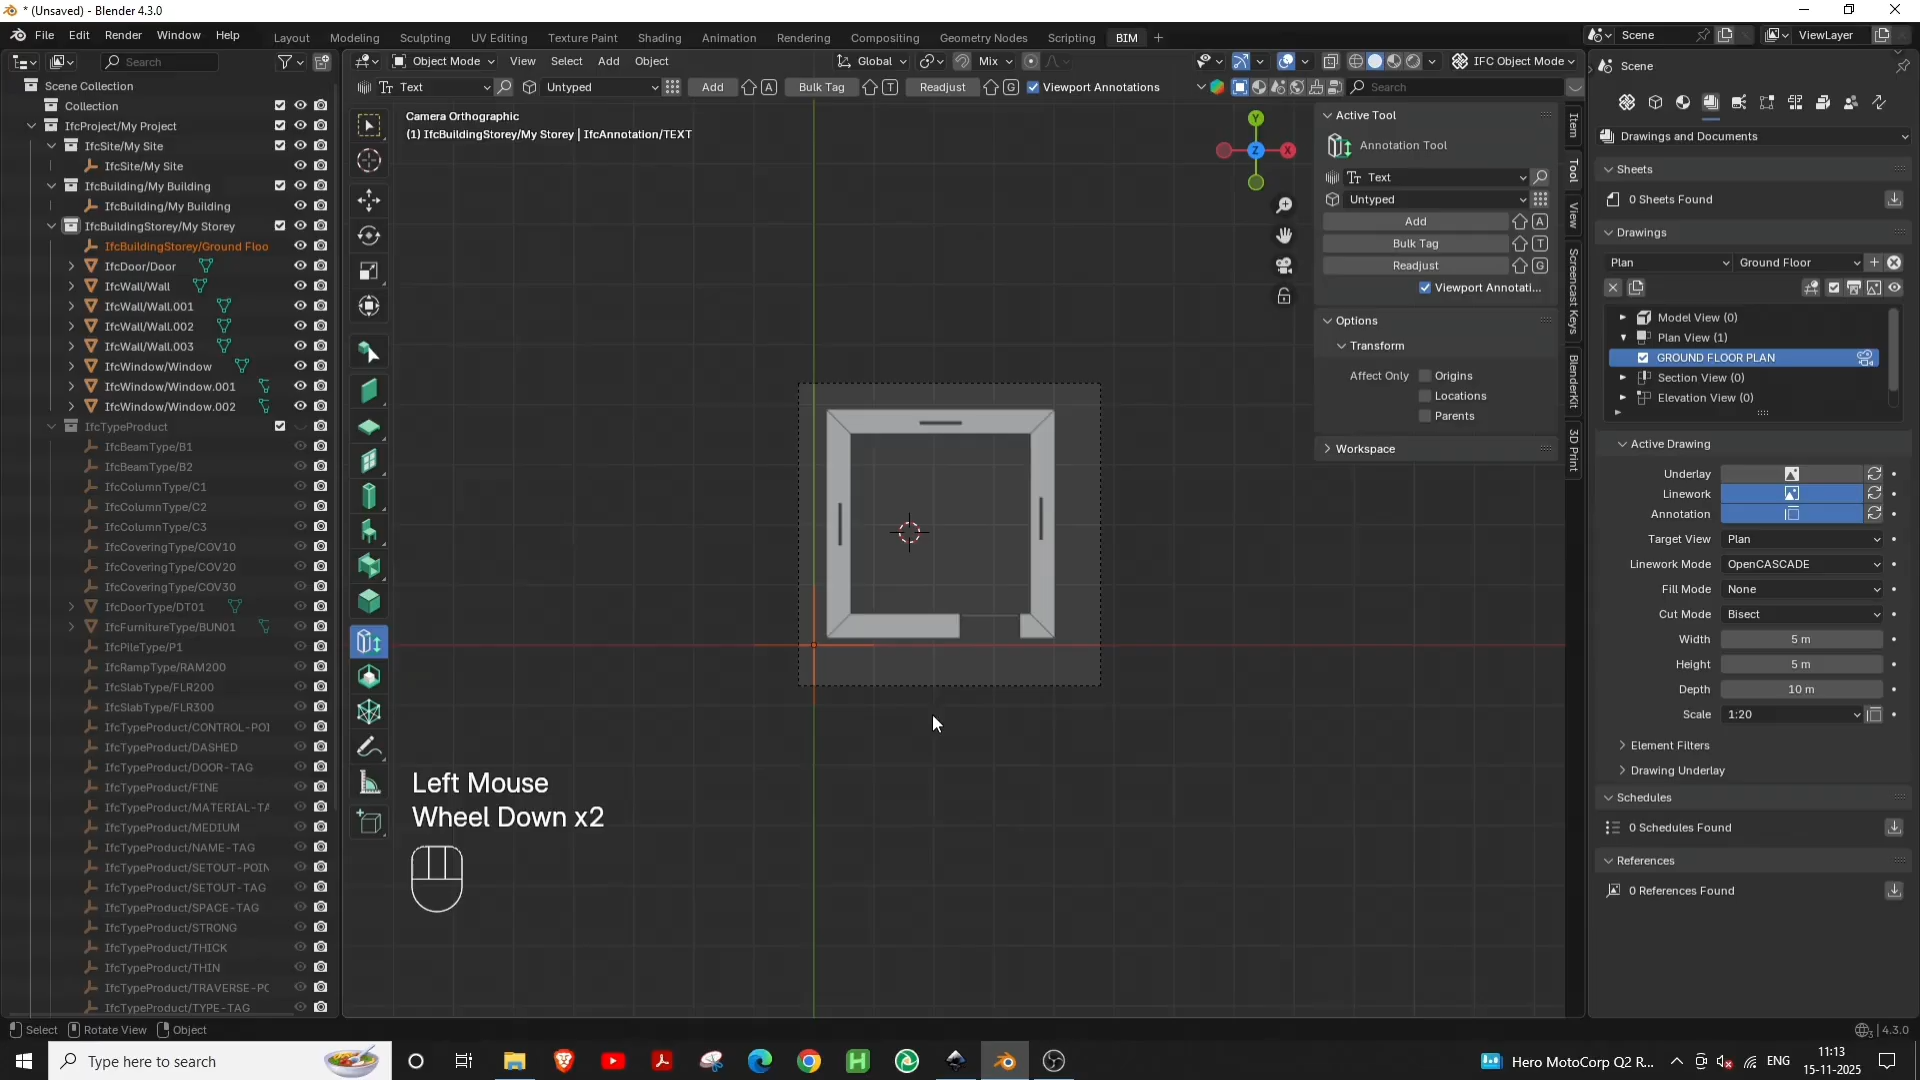 * (Unsaved) - Blender 4.3.0
File Edit Render Window Help
Layout Modeling Sculpting UV Editing Texture Paint Shading Animation Rendering Compositing Geometry Nodes Scripting BIM
Scene ViewLayer
Search
Object Mode View Select Add Object Global Mix IFC Object Mode
Text Untyped Add A Bulk Tag T Readjust G Viewport Annotations Search
Scene Collection
Collection
IfcProject/My Project
IfcSite/My Site
IfcSite/My Site
IfcBuilding/My Building
IfcBuilding/My Building
IfcBuildingStorey/My Storey
IfcBuildingStorey/Ground Floo
IfcDoor/Door
IfcWall/Wall
IfcWall/Wall.001
IfcWall/Wall.002
IfcWall/Wall.003
IfcWindow/Window
IfcWindow/Window.001
IfcWindow/Window.002
IfcTypeProduct
IfcBeamType/B1
IfcBeamType/B2
IfcColumnType/C1
IfcColumnType/C2
IfcColumnType/C3
IfcCoveringType/COV10
IfcCoveringType/COV20
IfcCoveringType/COV30
IfcDoorType/DT01
IfcFurnitureType/BUN01
IfcPileType/P1
IfcRampType/RAM200
IfcSlabType/FLR200
IfcSlabType/FLR300
IfcTypeProduct/CONTROL-POI
IfcTypeProduct/DASHED
IfcTypeProduct/DOOR-TAG
IfcTypeProduct/FINE
IfcTypeProduct/MATERIAL-TA
IfcTypeProduct/MEDIUM
IfcTypeProduct/NAME-TAG
IfcTypeProduct/SETOUT-POIN
IfcTypeProduct/SETOUT-TAG
IfcTypeProduct/SPACE-TAG
IfcTypeProduct/STRONG
IfcTypeProduct/THICK
IfcTypeProduct/THIN
IfcTypeProduct/TRAVERSE-PO
IfcTypeProduct/TYPE-TAG
Camera Orthographic
(1) IfcBuildingStorey/My Storey | IfcAnnotation/TEXT
Y
Z X
Left Mouse
Wheel Down x2
Active Tool
Annotation Tool
Text
Untyped
Add A
Bulk Tag T
Readjust G
Viewport Annotati...
Options
Transform
Affect Only Origins
Locations
Parents
Workspace
Item
Tool
View
Screencast Keys
BlenderKit
3D Print
Scene
Drawings and Documents
Sheets
0 Sheets Found
Drawings
Plan Ground Floor
Model View (0)
Plan View (1)
GROUND FLOOR PLAN
Section View (0)
Elevation View (0)
Active Drawing
Underlay
Linework
Annotation
Target View Plan
Linework Mode OpenCASCADE
Fill Mode None
Cut Mode Bisect
Width 5 m
Height 5 m
Depth 10 m
Scale 1:20
Element Filters
Drawing Underlay
Schedules
0 Schedules Found
References
0 References Found
Select Rotate View Object 4.3.0
Type here to search
Hero MotoCorp Q2 R...
ENG
11:13
15-11-2025